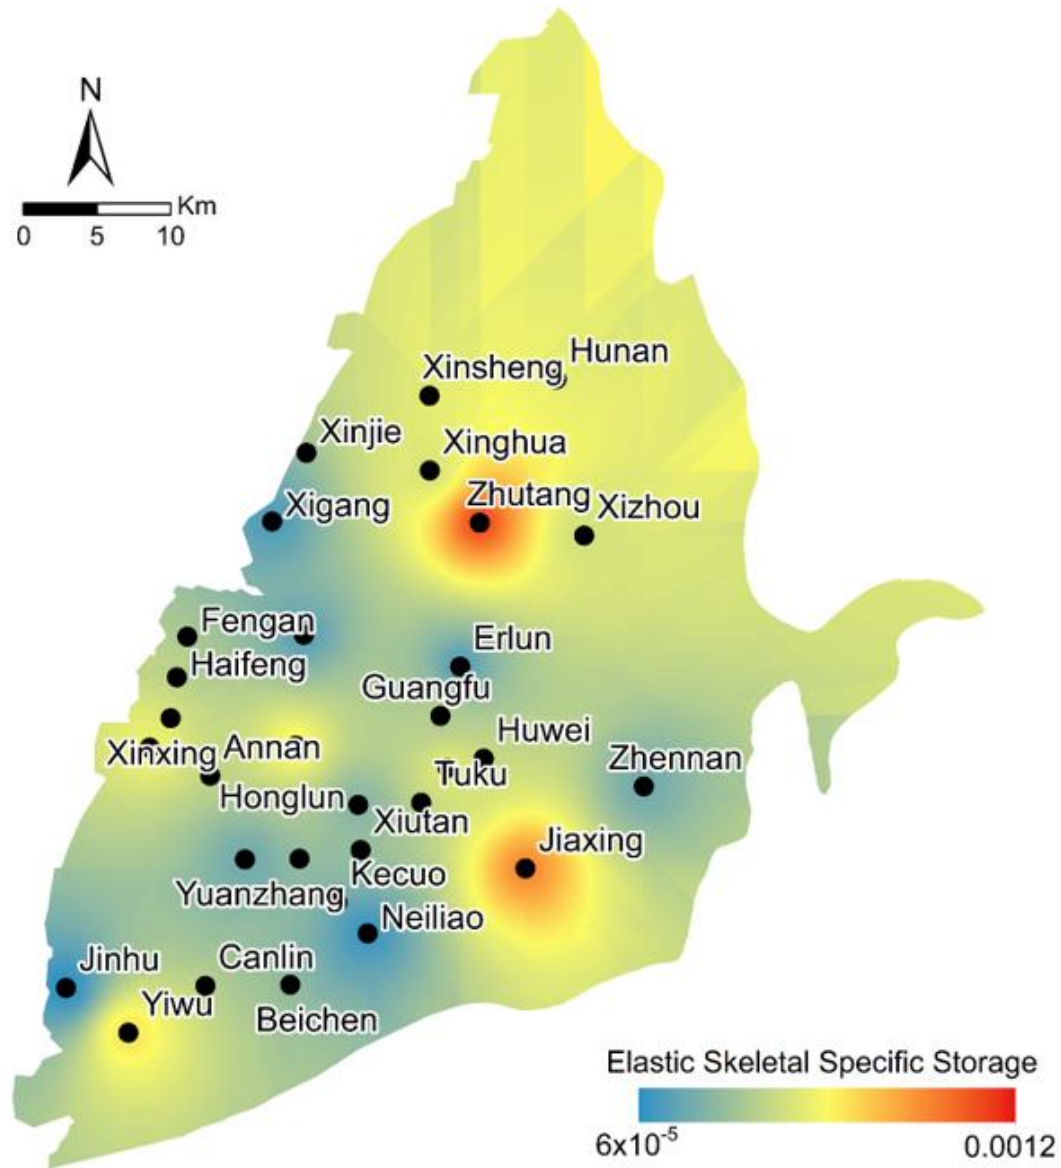 N
Km
0 5 10
Hunan
Xinsheng
Xinjie
Xinghua
Zhutang
Xigang
Xizhou
Fengan
Erlun
Haifeng
Guangfu
Huwei
Xinxing
Annan
Zhennan
Tuku
Honglun
Xiutan
Jiaxing
Kecuo
Yuanzhang
Neiliao
Jinhu
Canlin
Yiwu
Beichen
Elastic Skeletal Specific Storage
6x10⁻⁵ 0.0012